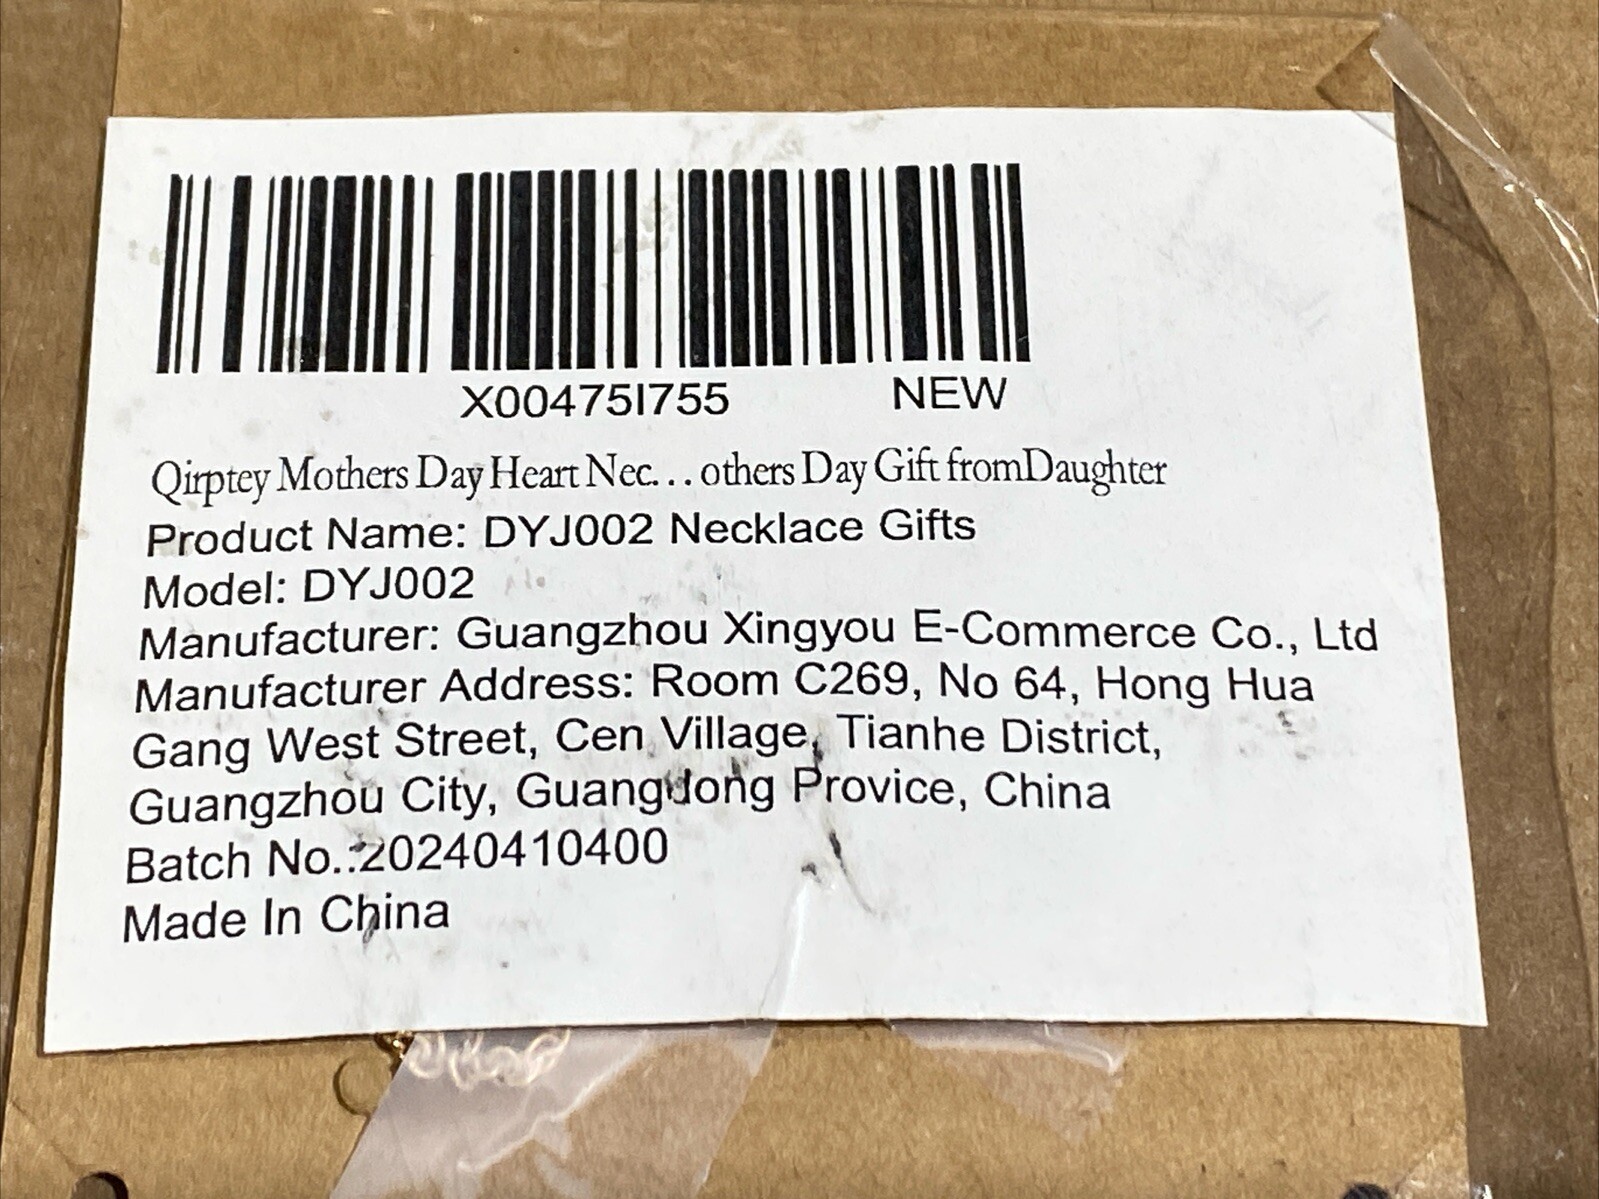 X00475I755 NEW
Qirptey Mothers Day Heart Nec... others Day Gift fromDaughter
Product Name: DYJ002 Necklace Gifts
Model: DYJ002
Manufacturer: Guangzhou Xingyou E-Commerce Co., Ltd
Manufacturer Address: Room C269, No 64, Hong Hua
Gang West Street, Cen Village, Tianhe District,
Guangzhou City, Guangdong Provice, China
Batch No.:20240410400
Made In China